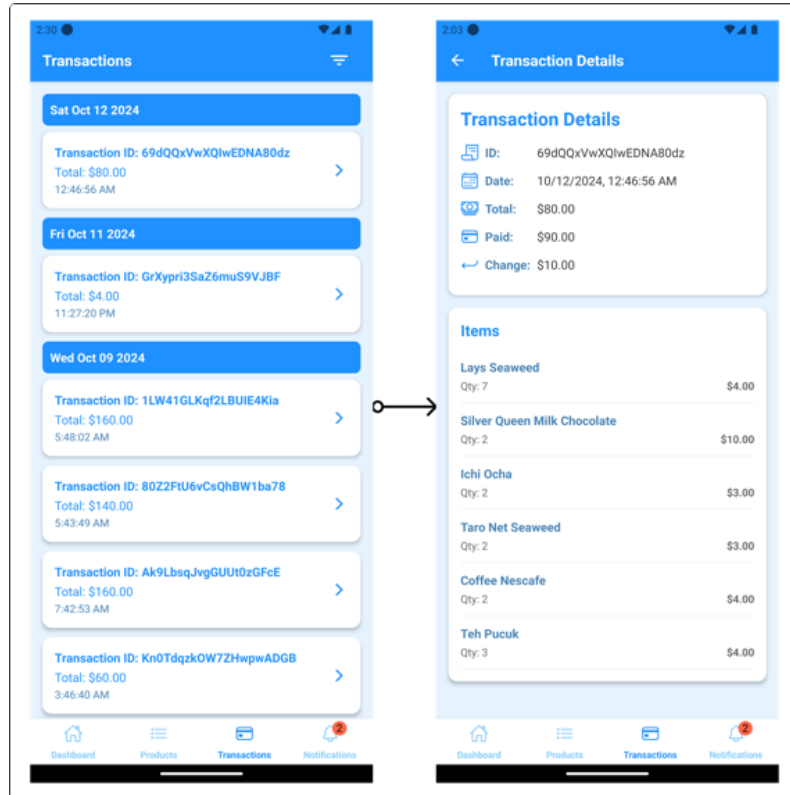 2:30
Transactions
Sat Oct 12 2024
Transaction ID: 69dQQxVwXQIwEDNA80dz
Total: $80.00
12:46:56 AM
Fri Oct 11 2024
Transaction ID: GrXypri3SaZ6muS9VJBF
Total: $4.00
11:27:20 PM
Wed Oct 09 2024
Transaction ID: 1LW41GLKqf2LBUIE4Kia
Total: $160.00
5:48:02 AM
Transaction ID: 80Z2FtU6vCsQhBW1ba78
Total: $140.00
5:43:49 AM
Transaction ID: Ak9LbsqJvgGUUt0zGFcE
Total: $160.00
7:42:53 AM
Transaction ID: Kn0TdqzkOW7ZHwpwADGB
Total: $60.00
3:46:40 AM
2
Dashboard Products Transactions Notifications
2:03
Transaction Details
Transaction Details
ID: 69dQQxVwXQIwEDNA80dz
Date: 10/12/2024, 12:46:56 AM
Total: $80.00
Paid: $90.00
Change: $10.00
Items
Lays Seaweed
Qty: 7 $4.00
Silver Queen Milk Chocolate
Qty: 2 $10.00
Ichi Ocha
Qty: 2 $3.00
Taro Net Seaweed
Qty: 2 $3.00
Coffee Nescafe
Qty: 2 $4.00
Teh Pucuk
Qty: 3 $4.00
2
Dashboard Products Transactions Notifications